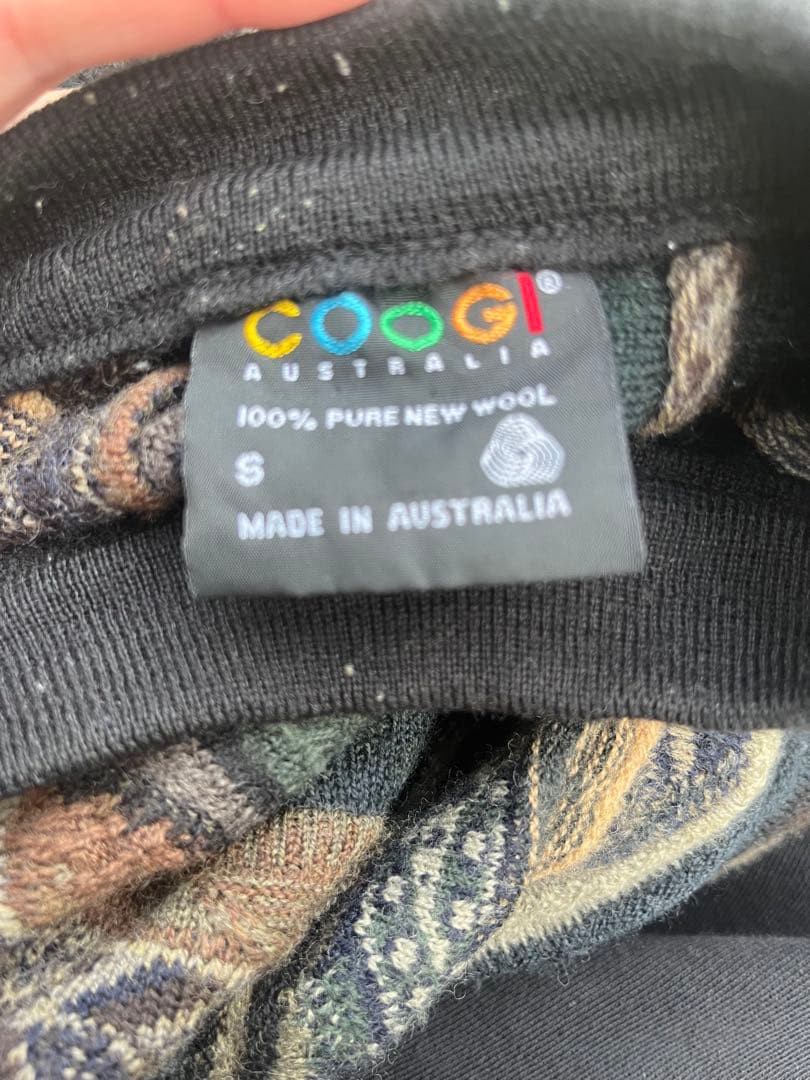 COOGI®
AUSTRALIA
100% PURE NEW WOOL
S
MADE IN AUSTRALIA